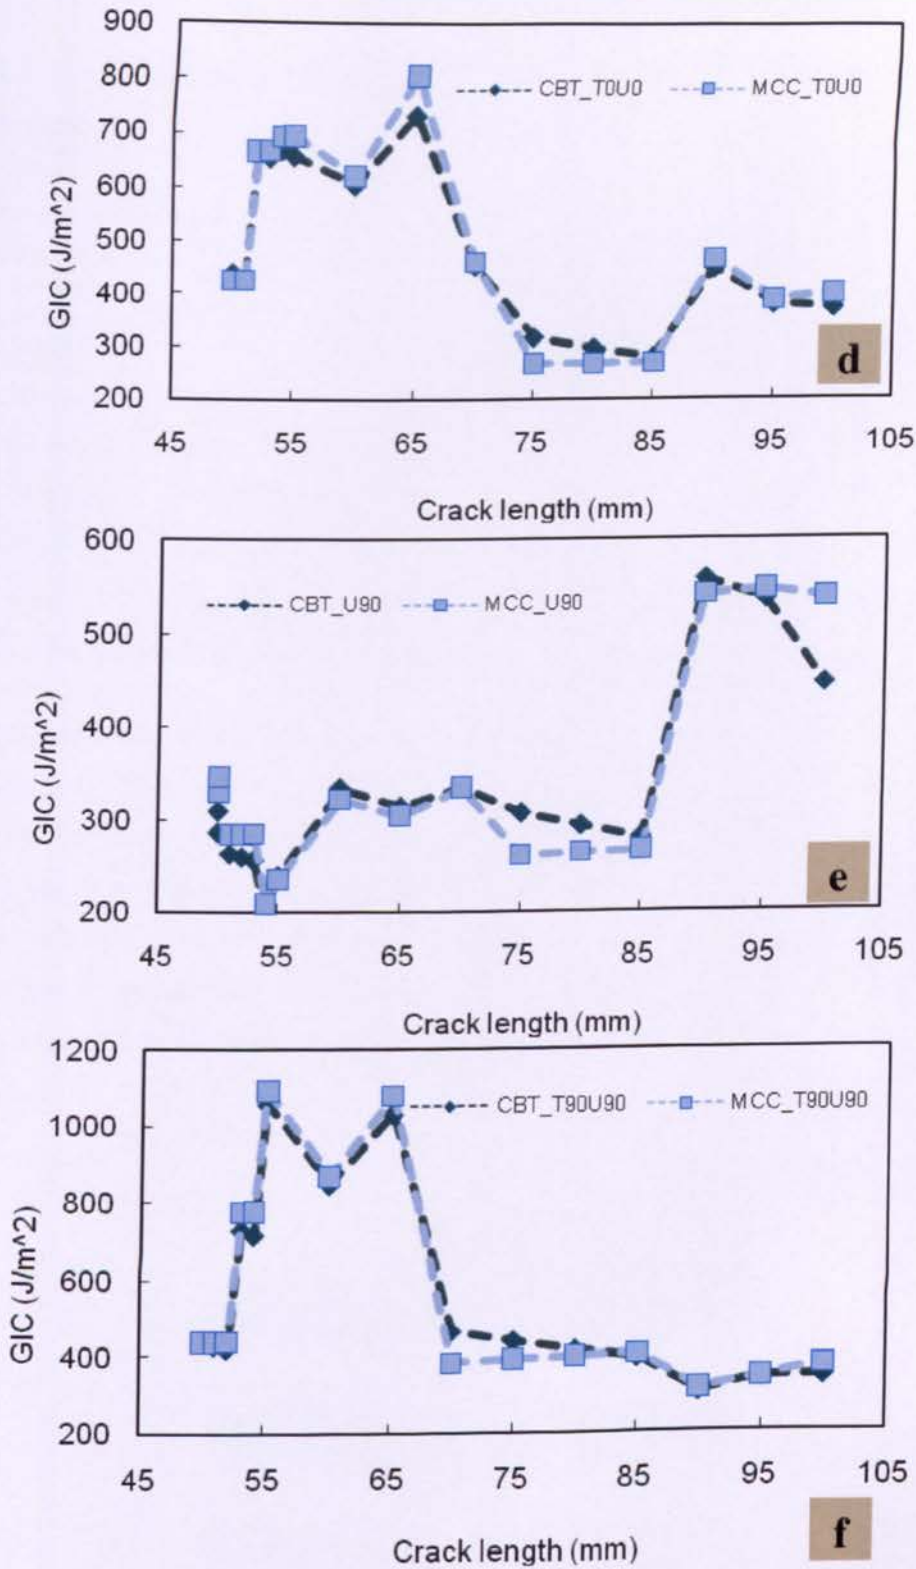 900
800
700
600
500
400
300
200
GIC (J/m^2)
CBT_T0U0 MCC_T0U0
d
45 55 65 75 85 95 105
Crack length (mm)
600
500
400
300
200
GIC (J/m^2)
CBT_U90 MCC_U90
e
45 55 65 75 85 95 105
Crack length (mm)
1200
1000
800
600
400
200
GIC (J/m^2)
CBT_T90U90 MCC_T90U90
45 55 65 75 85 95 105
Crack length (mm)
f